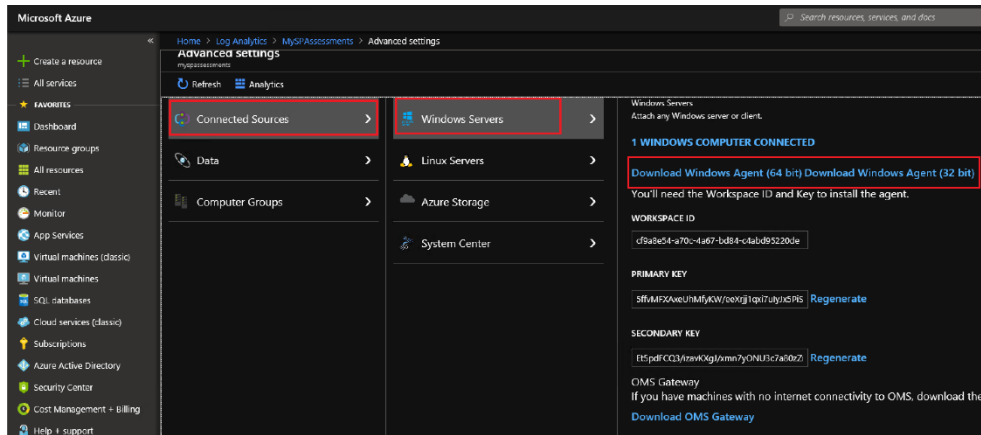 Microsoft Azure
Search resources, services, and docs
Home > Log Analytics > MySPAssessments > Advanced settings
Advanced settings
myspassessments
Refresh
Analytics
Create a resource
All services
FAVORITES
Dashboard
Resource groups
All resources
Recent
Monitor
App Services
Virtual machines (classic)
Virtual machines
SQL databases
Cloud services (classic)
Subscriptions
Azure Active Directory
Security Center
Cost Management + Billing
Help + support
Connected Sources
Data
Computer Groups
Windows Servers
Linux Servers
Azure Storage
System Center
Windows Servers
Attach any Windows server or client.
1 WINDOWS COMPUTER CONNECTED
Download Windows Agent (64 bit) Download Windows Agent (32 bit)
You'll need the Workspace ID and Key to install the agent.
WORKSPACE ID
cf9a8e54-a70c-4a67-bd84-c4abd95220de
PRIMARY KEY
Regenerate
SECONDARY KEY
Regenerate
OMS Gateway
If you have machines with no internet connectivity to OMS, download the
Download OMS Gateway